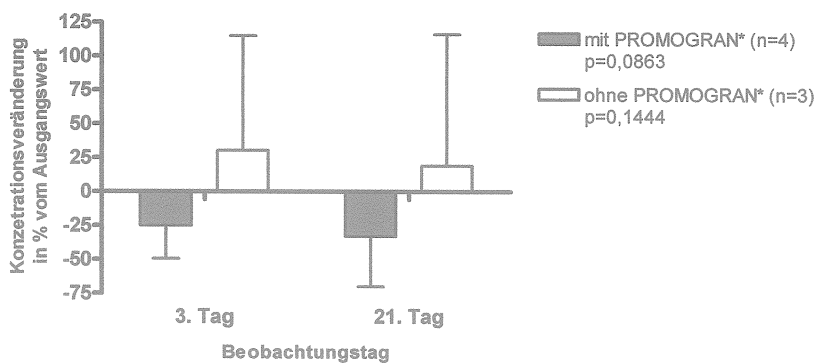 Konzetrationsveränderung
in % vom Ausgangswert
125
100
75
50
25
0
-25
-50
-75
3. Tag
21. Tag
Beobachtungstag
mit PROMOGRAN* (n=4)
p=0,0863
ohne PROMOGRAN* (n=3)
p=0,1444